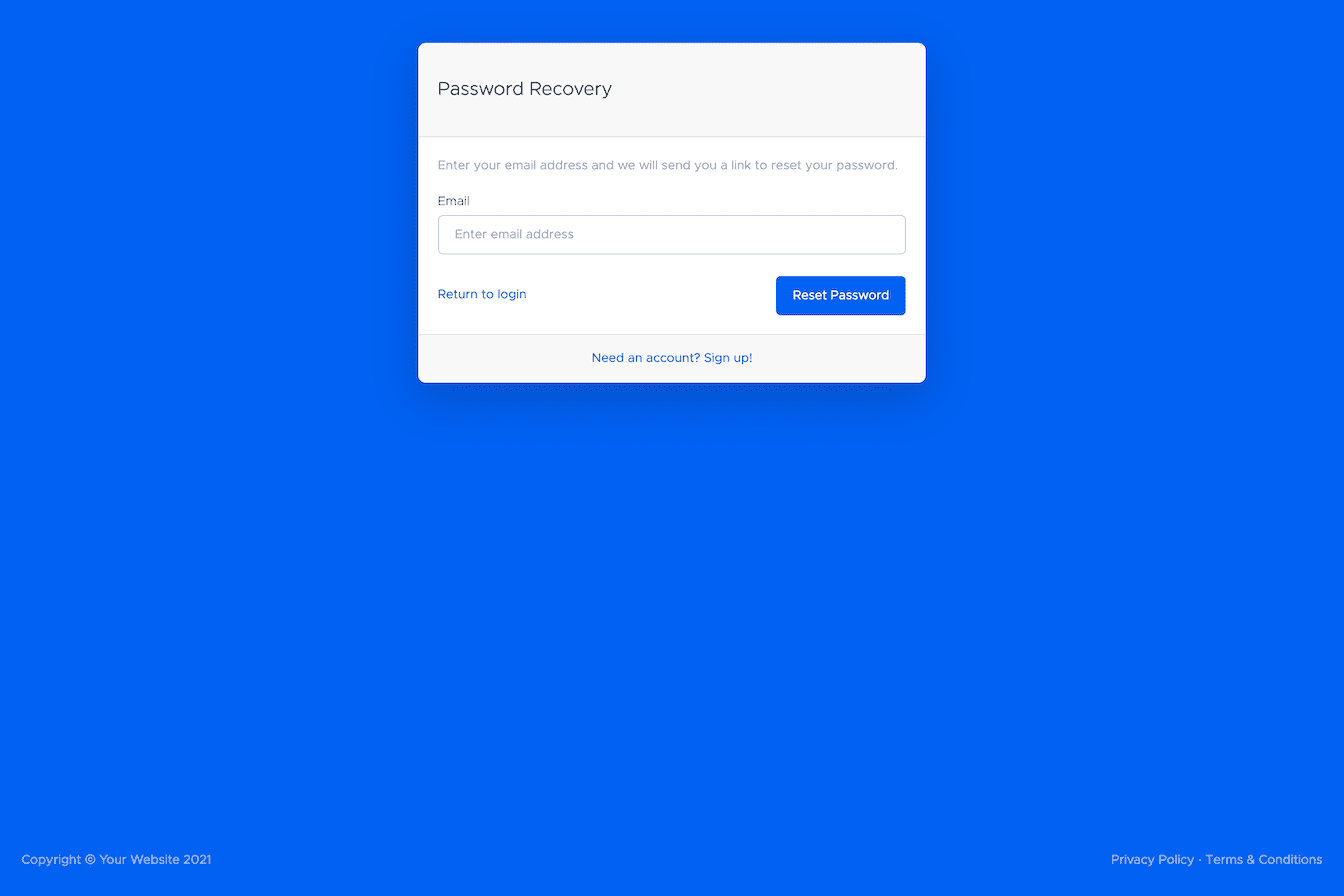 Password Recovery
Enter your email address and we will send you a link to reset your password.
Email
Enter email address
Return to login
Reset Password
Need an account? Sign up!
Copyright © Your Website 2021
Privacy Policy · Terms & Conditions